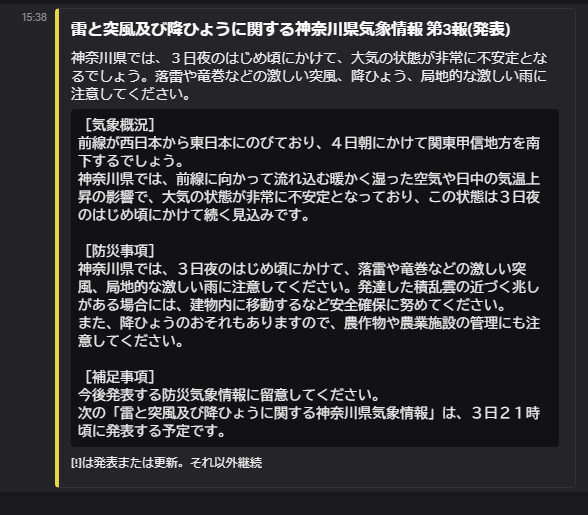 15:38
雷と突風及び降ひょうに関する神奈川県気象情報 第3報(発表)
神奈川県では、３日夜のはじめ頃にかけて、大気の状態が非常に不安定とな
るでしょう。落雷や竜巻などの激しい突風、降ひょう、局地的な激しい雨に
注意してください。
［気象概況］
前線が西日本から東日本にのびており、４日朝にかけて関東甲信地方を南
下するでしょう。
神奈川県では、前線に向かって流れ込む暖かく湿った空気や日中の気温上
昇の影響で、大気の状態が非常に不安定となっており、この状態は３日夜
のはじめ頃にかけて続く見込みです。
［防災事項］
神奈川県では、３日夜のはじめ頃にかけて、落雷や竜巻などの激しい突
風、局地的な激しい雨に注意してください。発達した積乱雲の近づく兆し
がある場合には、建物内に移動するなど安全確保に努めてください。
また、降ひょうのおそれもありますので、農作物や農業施設の管理にも注
意してください。
［補足事項］
今後発表する防災気象情報に留意してください。
次の「雷と突風及び降ひょうに関する神奈川県気象情報」は、３日２１時
頃に発表する予定です。
[!]は発表または更新。それ以外継続